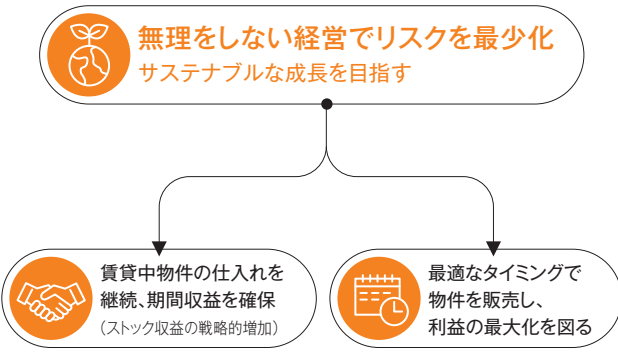 無理をしない経営でリスクを最少化
サステナブルな成長を目指す
賃貸中物件の仕入れを
継続、期間収益を確保
（ストック収益の戦略的増加）
最適なタイミングで
物件を販売し、
利益の最大化を図る